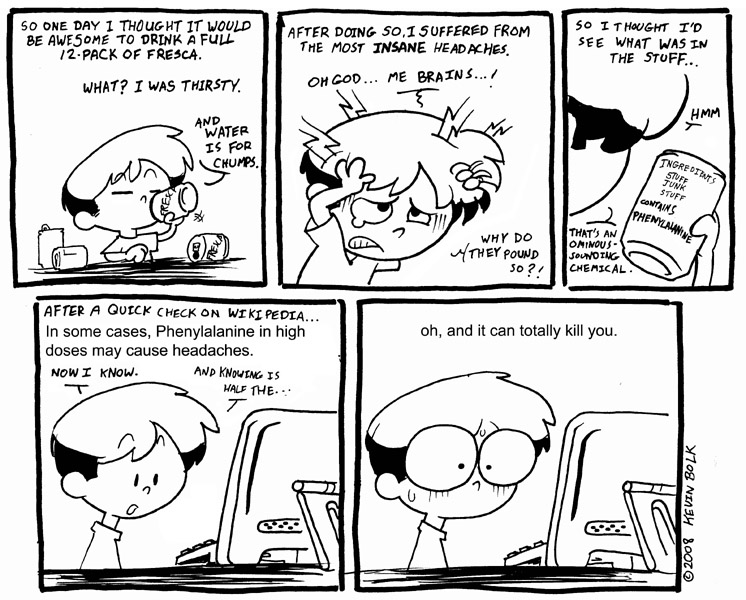 SO ONE DAY I THOUGHT IT WOULD
BE AWESOME TO DRINK A FULL
12-PACK OF FRESCA.
WHAT? I WAS THIRSTY.
AND
WATER
IS FOR
CHUMPS.
AFTER DOING SO, I SUFFERED FROM
THE MOST INSANE HEADACHES.
OH GOD... ME BRAINS...!
WHY DO
THEY POUND
SO?!
SO I THOUGHT I'D
SEE WHAT WAS IN
THE STUFF...
HMM
INGREDIENTS
STUFF
JUNK
STUFF
CONTAINS
PHENYLALANINE
THAT'S AN
OMINOUS-
SOUNDING
CHEMICAL.
AFTER A QUICK CHECK ON WIKIPEDIA...
In some cases, Phenylalanine in high
doses may cause headaches.
NOW I KNOW.
AND KNOWING IS
HALF THE...
oh, and it can totally kill you.
©2008 KEVIN BOLK